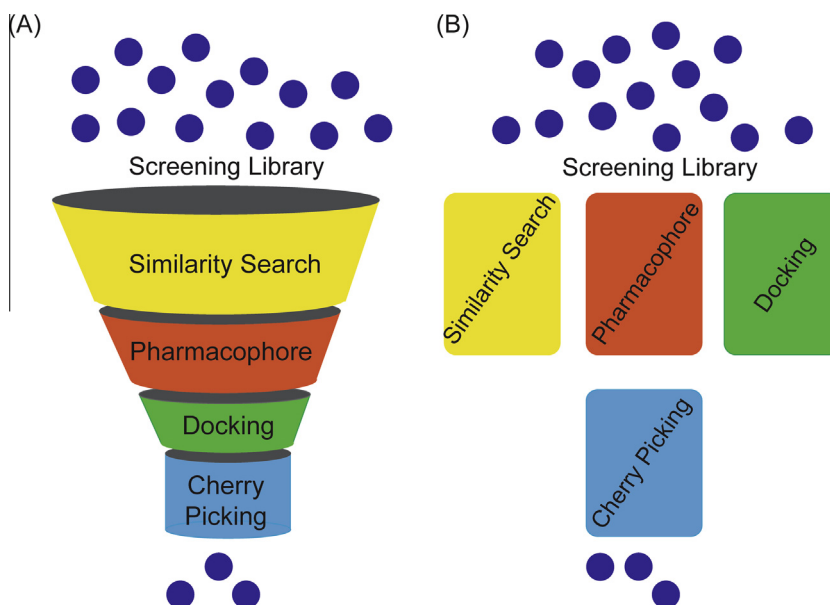 (A)
Screening Library
Similarity Search
Pharmacophore
Docking
Cherry
Picking
(B)
Screening Library
Similarity Search
Pharmacophore
Docking
Cherry Picking